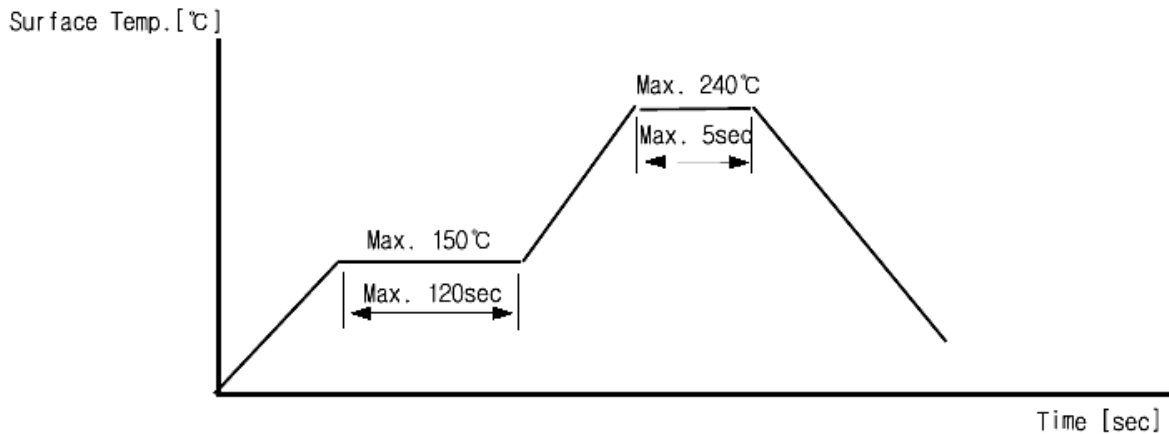 Surface Temp.[℃]
Max. 240℃
Max. 5sec
Max. 150℃
Max. 120sec
Time [sec]